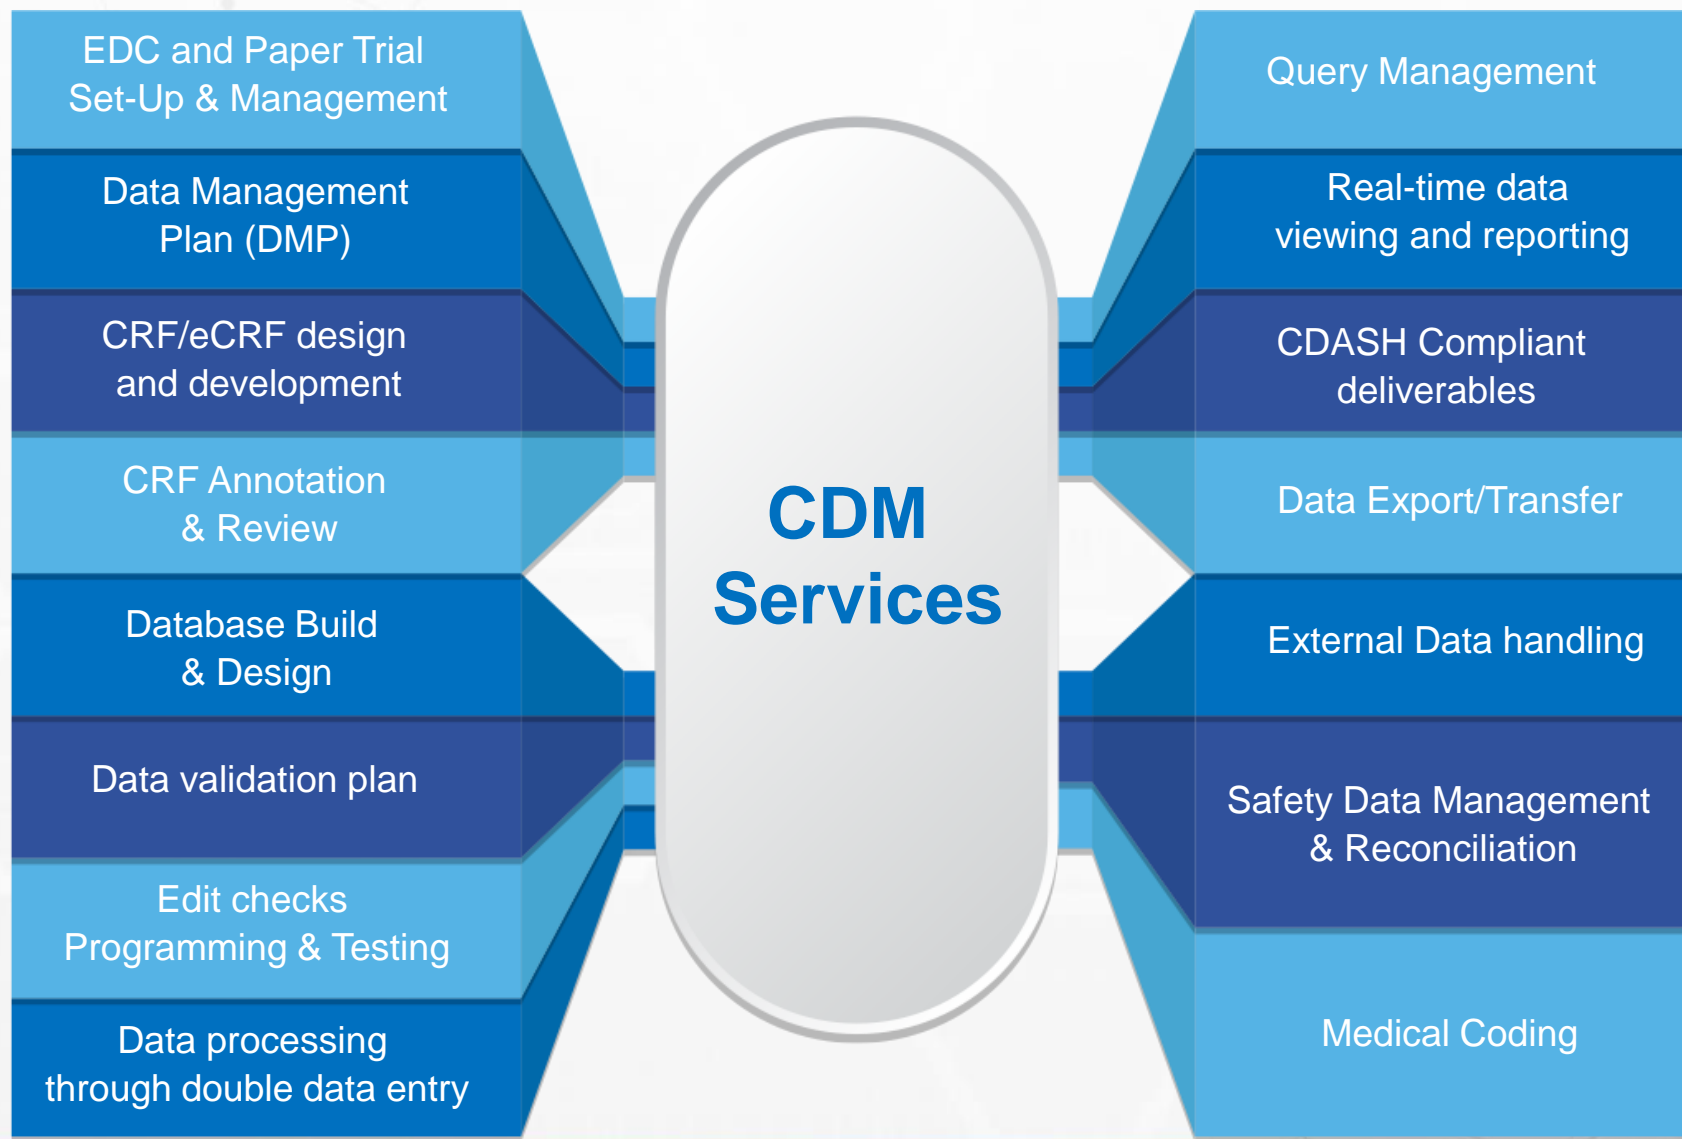 EDC and Paper Trial
Set-Up & Management
Data Management
Plan (DMP)
CRF/eCRF design
and development
CRF Annotation
& Review
Database Build
& Design
Data validation plan
Edit checks
Programming & Testing
Data processing
through double data entry
CDM
Services
Query Management
Real-time data
viewing and reporting
CDASH Compliant
deliverables
Data Export/Transfer
External Data handling
Safety Data Management
& Reconciliation
Medical Coding